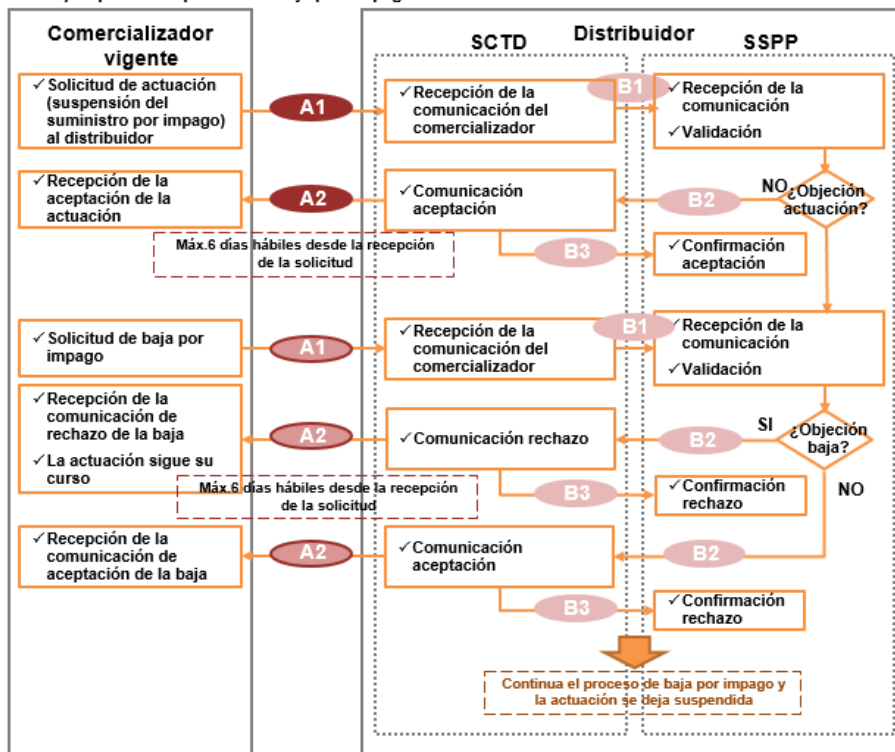 Comercializador
vigente
Distribuidor
SCTD
SSPP
✓ Solicitud de actuación
(suspensión del
suministro por impago)
al distribuidor
A1
✓ Recepción de la
comunicación del
comercializador
B1
✓ Recepción de la
comunicación
✓ Validación
✓ Recepción de la
aceptación de la
actuación
A2
✓ Comunicación
aceptación
B2
NO
¿Objeción
actuación?
Máx.6 días hábiles desde la recepción
de la solicitud
B3
✓ Confirmación
aceptación
✓ Solicitud de baja por
impago
A1
✓ Recepción de la
comunicación del
comercializador
B1
✓ Recepción de la
comunicación
✓ Validación
✓ Recepción de la
comunicación de
rechazo de la baja
✓ La actuación sigue su
curso
A2
✓ Comunicación rechazo
B2
SI
¿Objeción
baja?
Máx.6 días hábiles desde la recepción
de la solicitud
B3
✓ Confirmación
rechazo
NO
✓ Recepción de la
comunicación de
aceptación de la baja
A2
✓ Comunicación
aceptación
B2
B3
✓ Confirmación
rechazo
Continua el proceso de baja por impago y
la actuación se deja suspendida